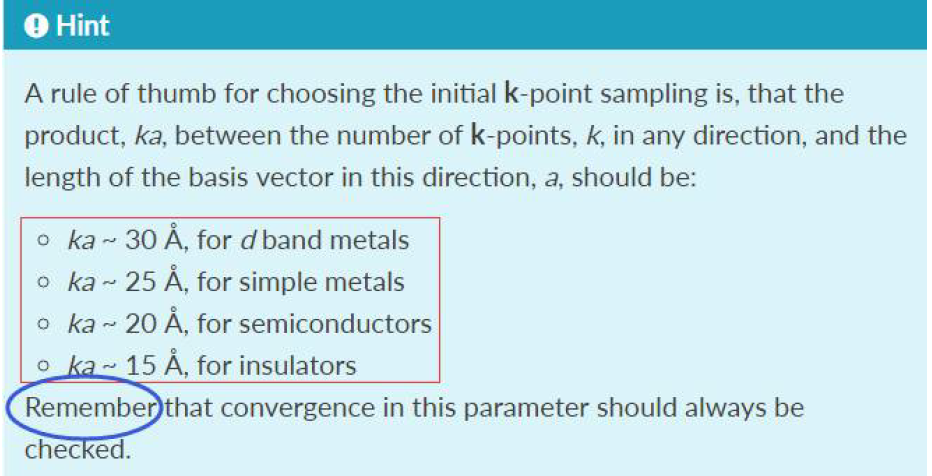 Hint
A rule of thumb for choosing the initial k-point sampling is, that the
product, ka, between the number of k-points, k, in any direction, and the
length of the basis vector in this direction, a, should be:
ka ~ 30 Å, for d band metals
ka ~ 25 Å, for simple metals
ka ~ 20 Å, for semiconductors
ka ~ 15 Å, for insulators
Remember that convergence in this parameter should always be
checked.